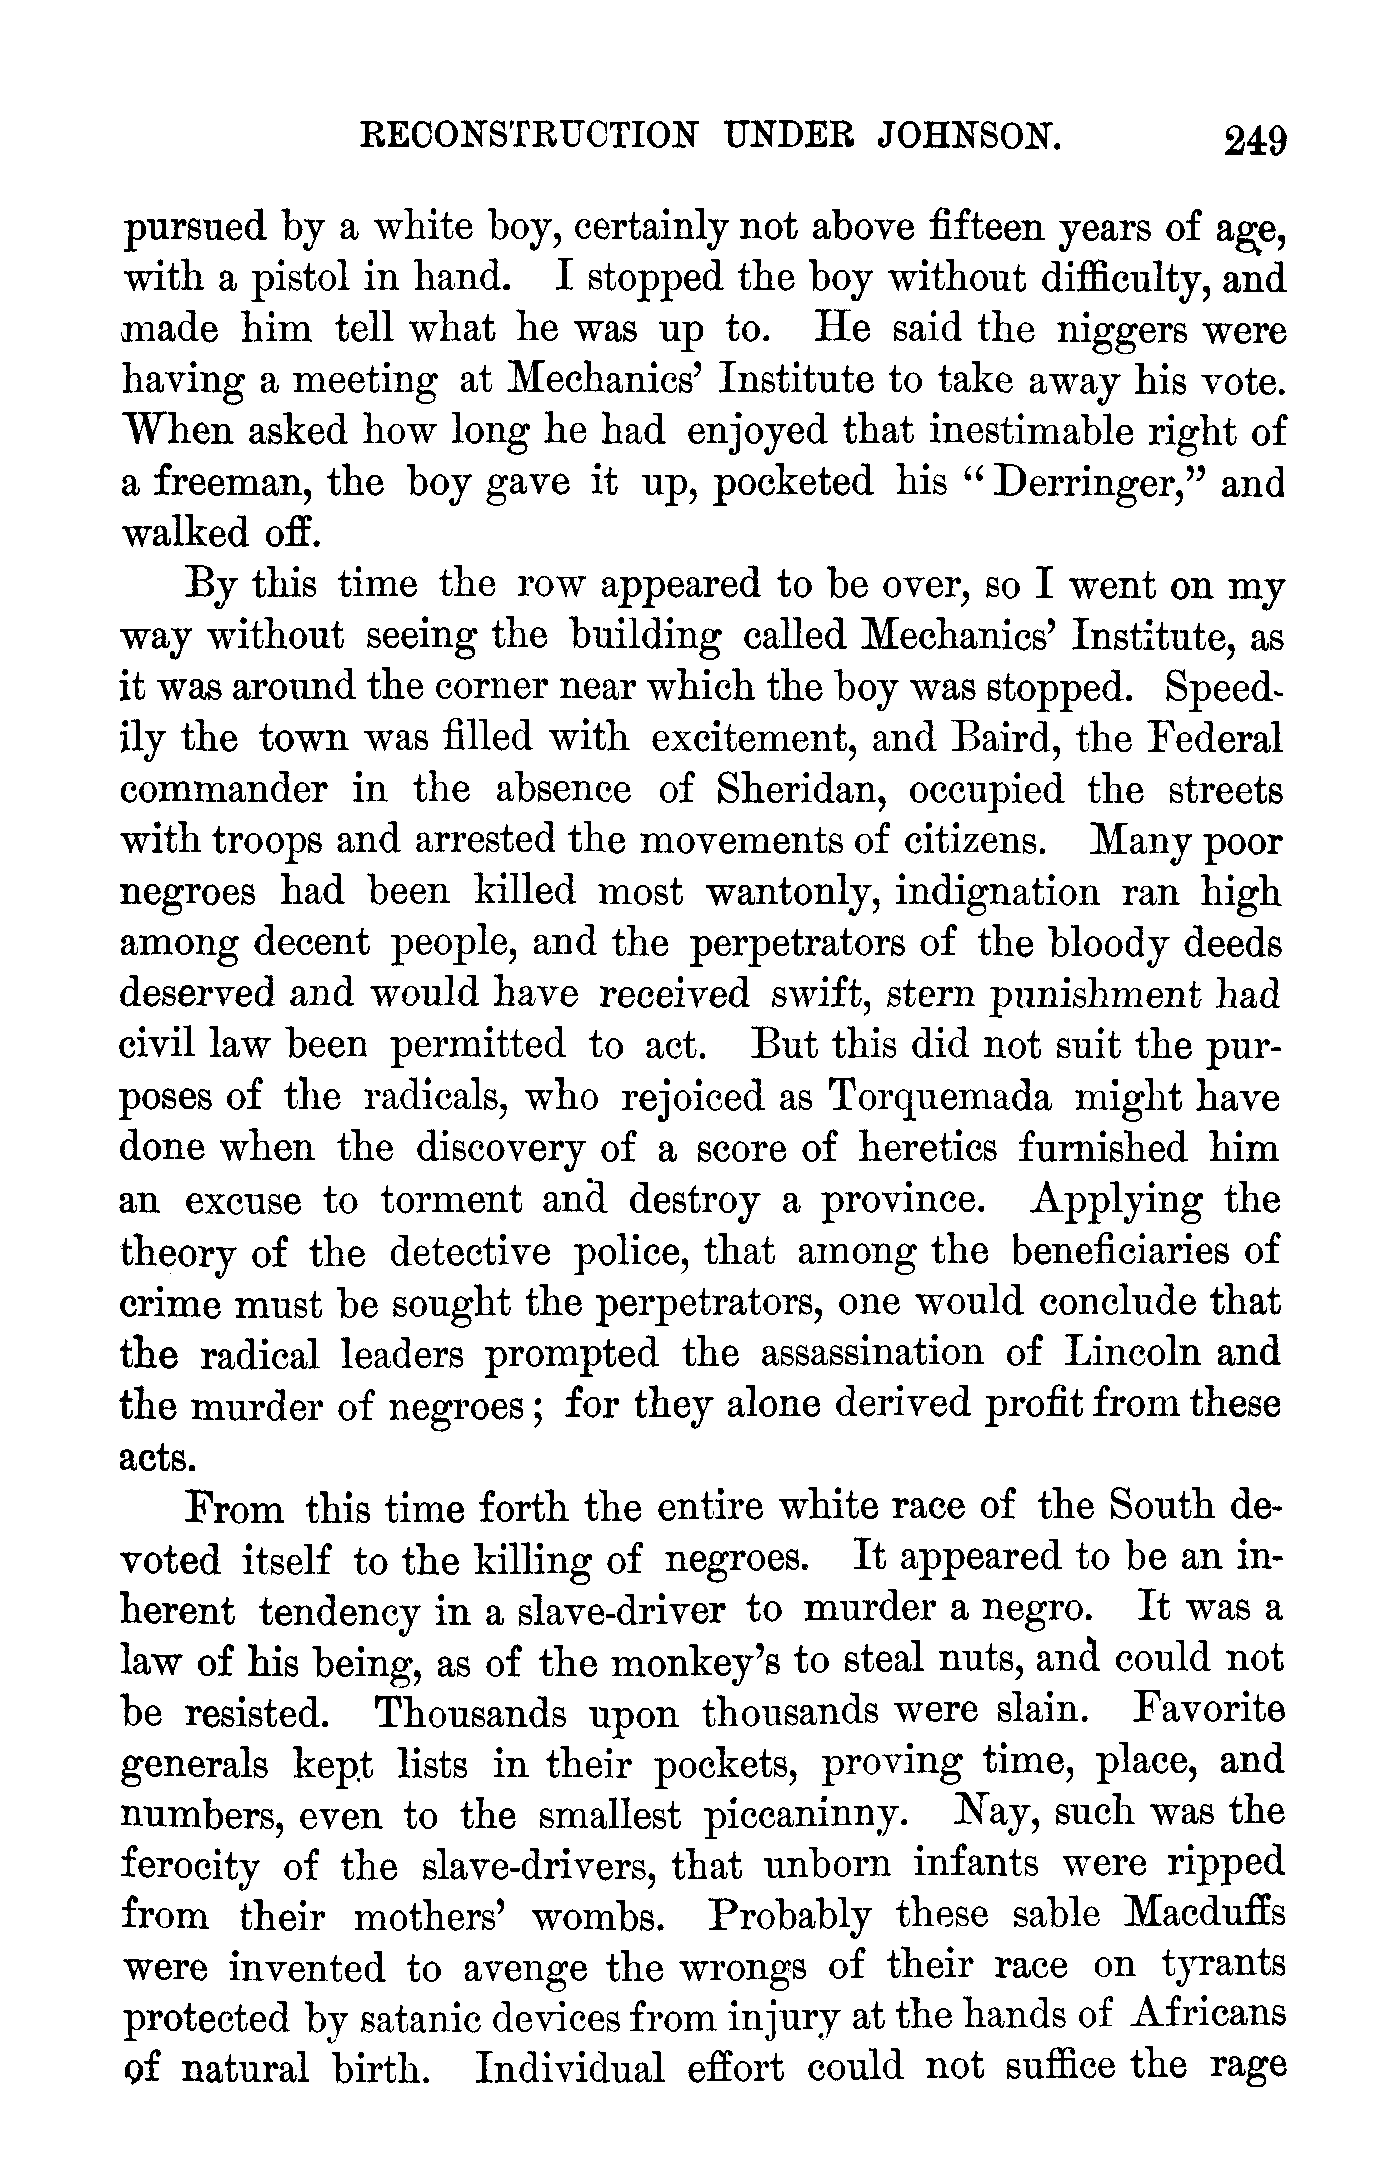 RECONSTRUCTION UNDER JOHNSON. 249
pursued by a white boy, certainly not above fifteen years of age,
with a pistol in hand. I stopped the boy without difficulty, and
made him tell what he was up to. He said the niggers were
having a meeting at Mechanics' Institute to take away his vote.
When asked how long he had enjoyed that inestimable right of
a freeman, the boy gave it up, pocketed his "Derringer," and
walked off.
By this time the row appeared to be over, so I went on my
way without seeing the building called Mechanics' Institute, as
it was around the corner near which the boy was stopped. Speed-
ily the town was filled with excitement, and Baird, the Federal
commander in the absence of Sheridan, occupied the streets
with troops and arrested the movements of citizens. Many poor
negroes had been killed most wantonly, indignation ran high
among decent people, and the perpetrators of the bloody deeds
deserved and would have received swift, stern punishment had
civil law been permitted to act. But this did not suit the pur-
poses of the radicals, who rejoiced as Torquemada might have
done when the discovery of a score of heretics furnished him
an excuse to torment and destroy a province. Applying the
theory of the detective police, that among the beneficiaries of
crime must be sought the perpetrators, one would conclude that
the radical leaders prompted the assassination of Lincoln and
the murder of negroes; for they alone derived profit from these
acts.
From this time forth the entire white race of the South de-
voted itself to the killing of negroes. It appeared to be an in-
herent tendency in a slave-driver to murder a negro. It was a
law of his being, as of the monkey's to steal nuts, and could not
be resisted. Thousands upon thousands were slain. Favorite
generals kept lists in their pockets, proving time, place, and
numbers, even to the smallest piccaninny. Nay, such was the
ferocity of the slave-drivers, that unborn infants were ripped
from their mothers' wombs. Probably these sable Macduffs
were invented to avenge the wrongs of their race on tyrants
protected by satanic devices from injury at the hands of Africans
of natural birth. Individual effort could not suffice the rage